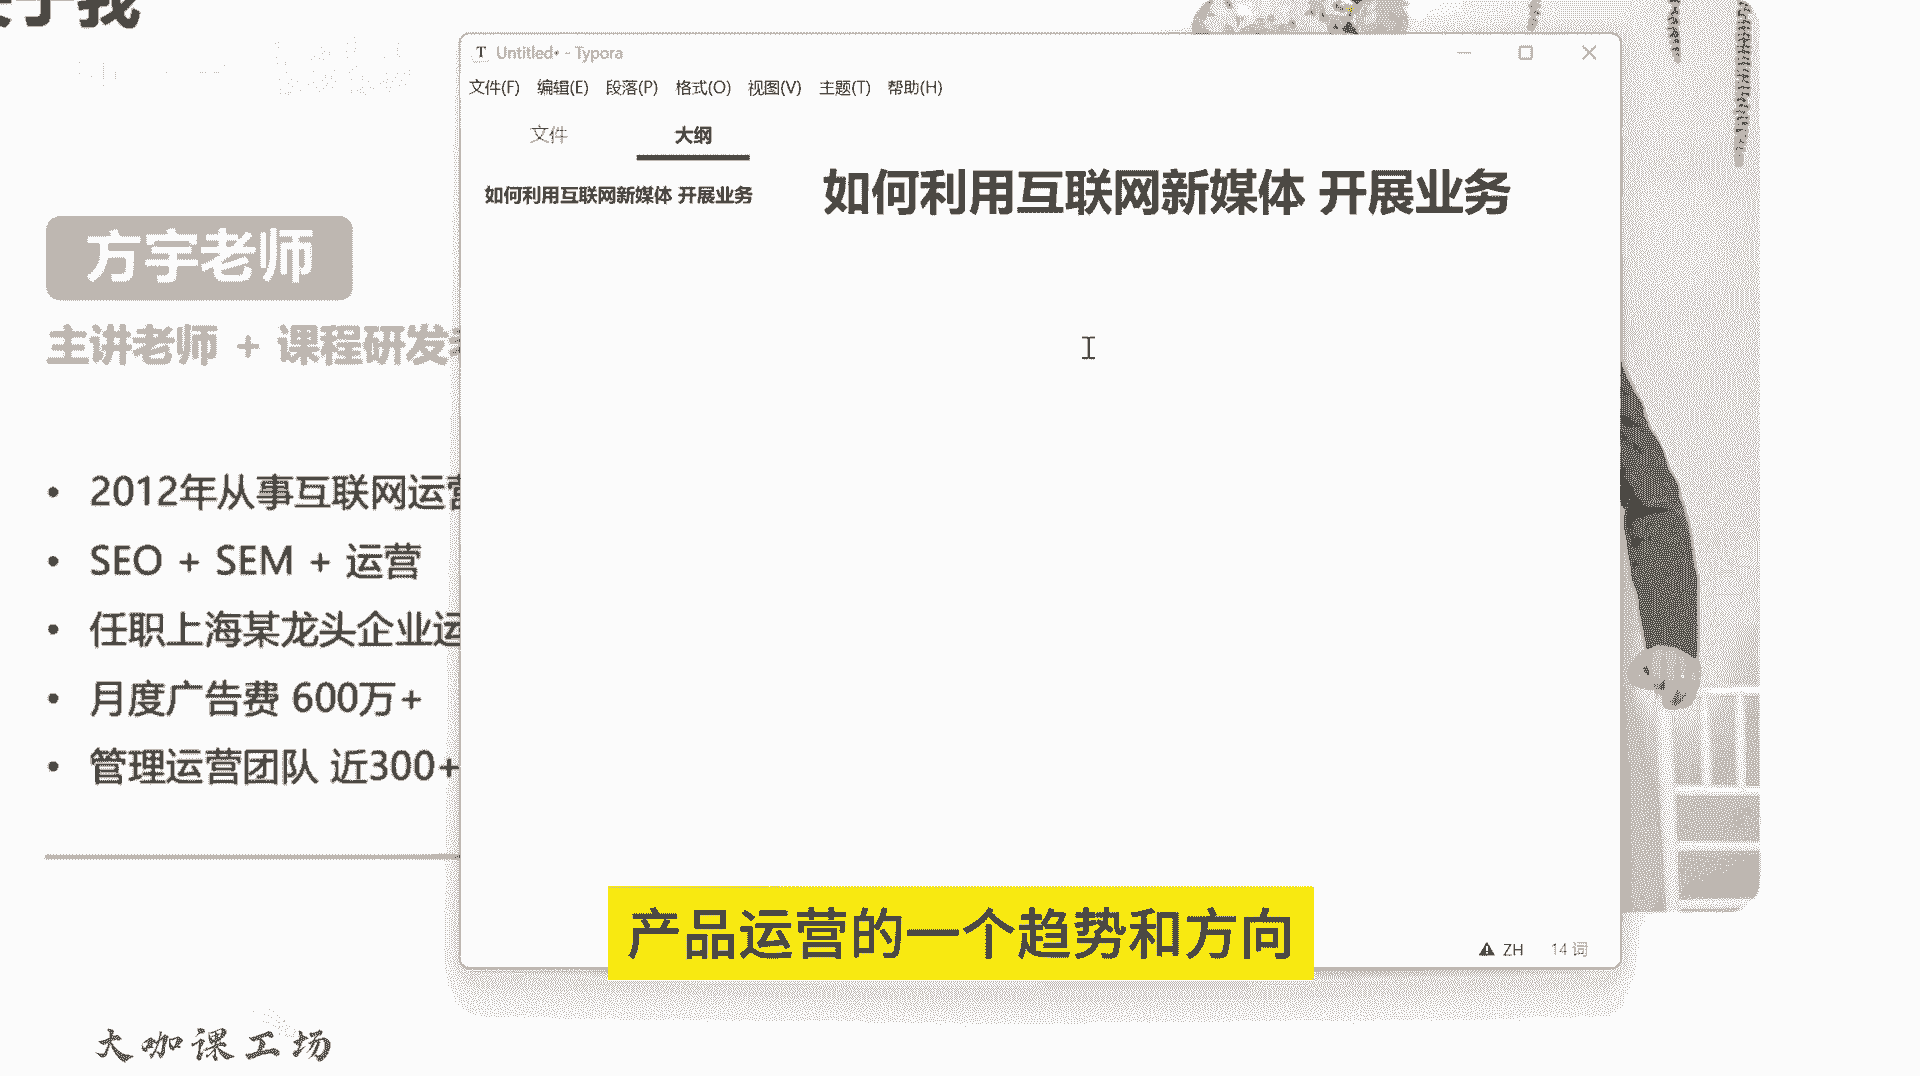 于我
方宇老师
主讲老师 + 课程研发
2012年从事互联网运营
SEO + SEM + 运营
任职上海某龙头企业运
月度广告费 600万+
管理运营团队 近300+
大咖课工场
T Untitled• - Typora
文件(F) 编辑(E) 段落(P) 格式(O) 视图(V) 主题(T) 帮助(H)
文件 大纲
如何利用互联网新媒体 开展业务
如何利用互联网新媒体 开展业务
产品运营的一个趋势和方向
ZH 14 词